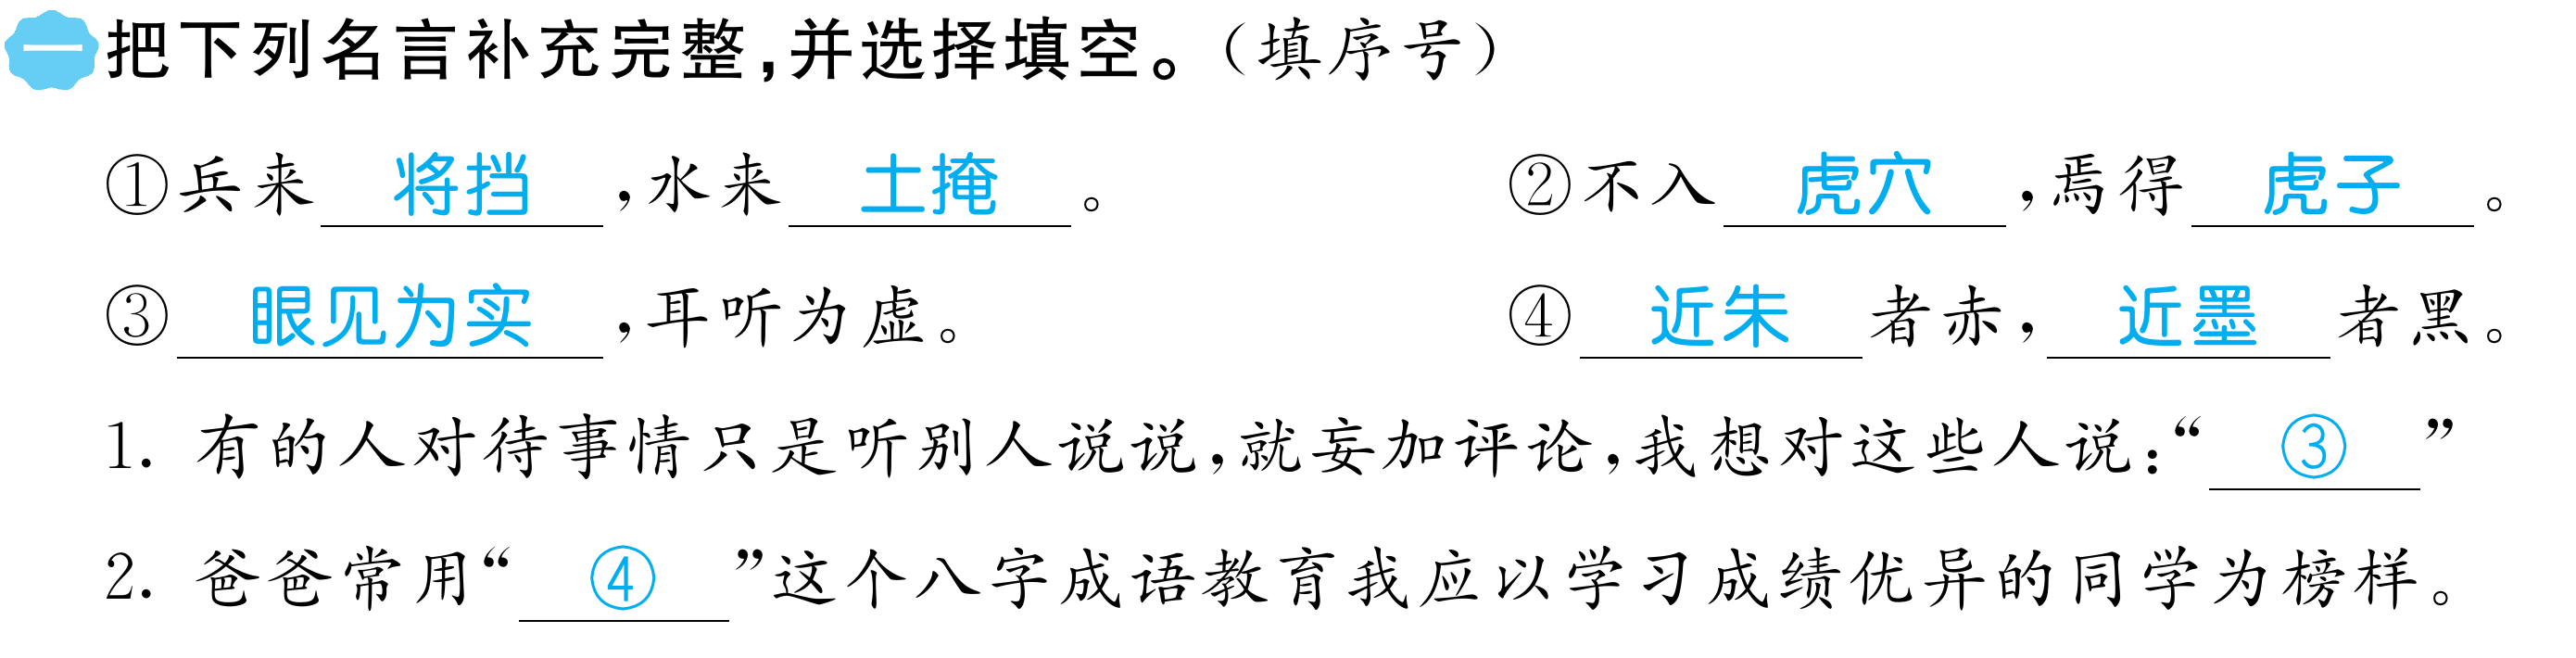 一 把下列名言补充完整,并选择填空。(填序号)
①兵来 将挡 ,水来 土掩 。 ②不入 虎穴 ,焉得 虎子 。
③ 眼见为实 ,耳听为虚。 ④ 近朱 者赤, 近墨 者黑。
1. 有的人对待事情只是听别人说说,就妄加评论,我想对这些人说:“ ③ ”
2. 爸爸常用“ ④ ”这个八字成语教育我应以学习成绩优异的同学为榜样。